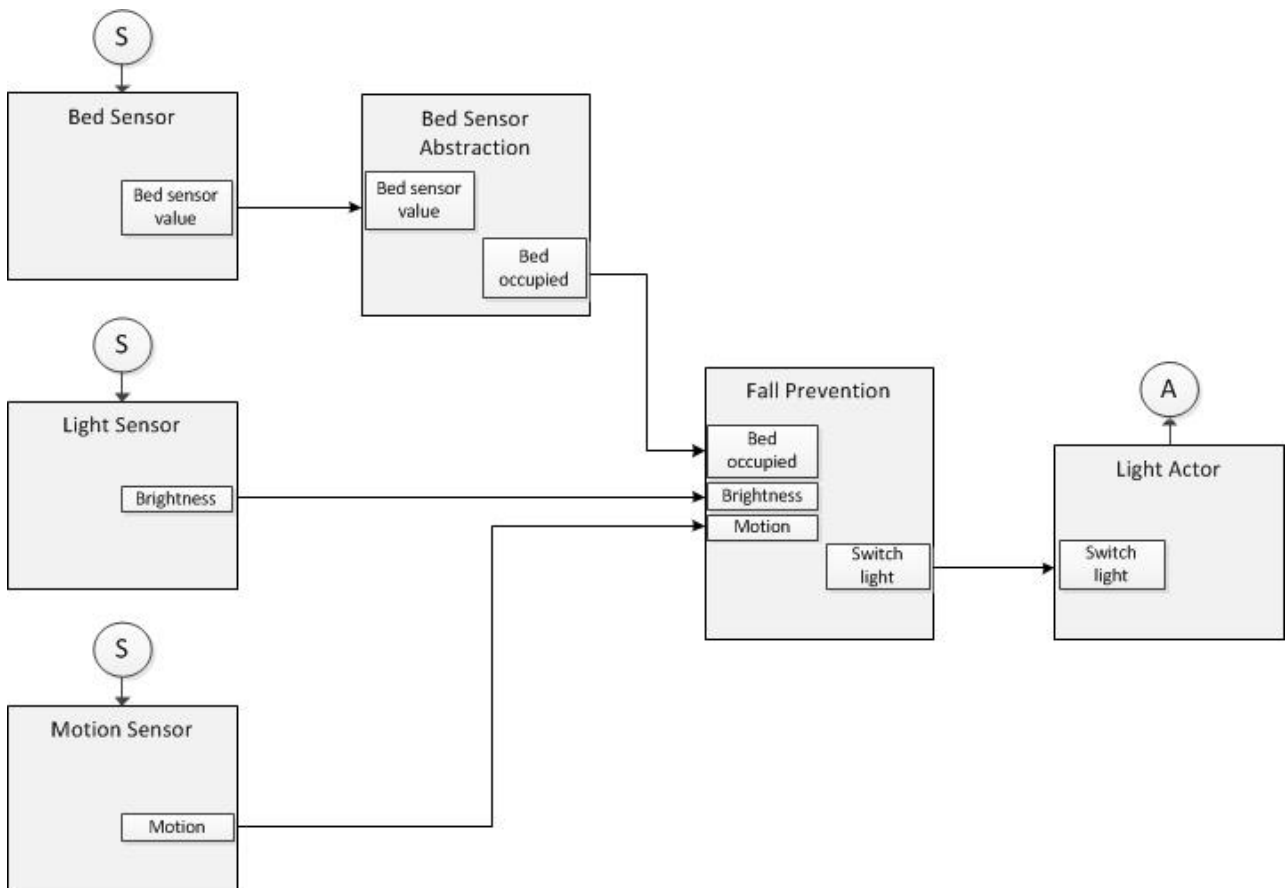 S
Bed Sensor
Bed sensor
value
Bed Sensor
Abstraction
Bed sensor
value
Bed
occupied
S
Light Sensor
Brightness
Fall Prevention
Bed
occupied
Brightness
Motion
Switch
light
A
Light Actor
Switch
light
S
Motion Sensor
Motion